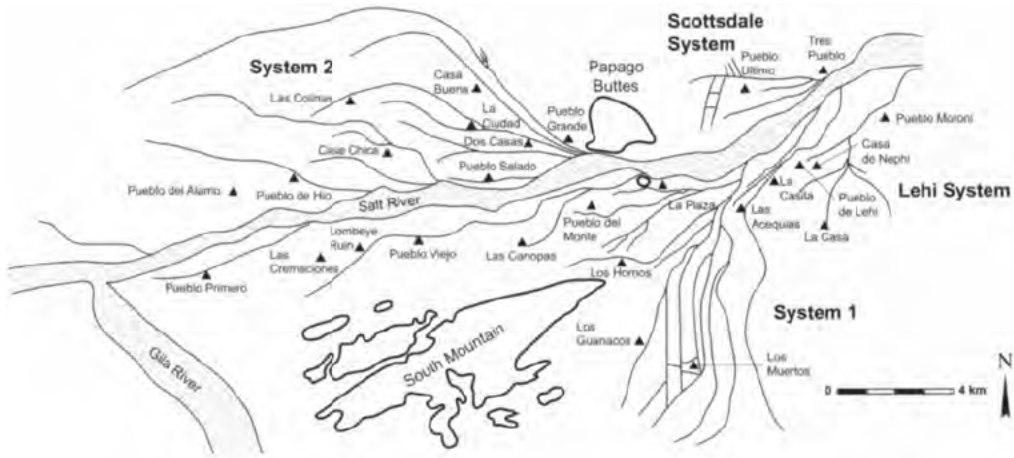 Scottsdale
System
System 2
Papago
Buttes
Casa
Buena
Las Colinas
La
Ciudad
Pueblo
Grande
Dos Casas
Casa Chica
Pueblo Salado
Pueblo
Ultimo
Tres
Pueblo
Pueblo Moroni
Casa
de Nephi
Lehi System
Pueblo del Alamo
Pueblo de Hio
Salt River
La Plaza
La
Casita
Pueblo
de Lehi
Las
Acequias
La Casa
Pueblo del
Monte
Lombeye
Ruin
Las
Cremaciones
Pueblo Viejo
Las Canopas
Los Hornos
Pueblo Primero
System 1
Los
Guanacos
South Mountain
Gila River
Los
Muertos
N
0 4 km